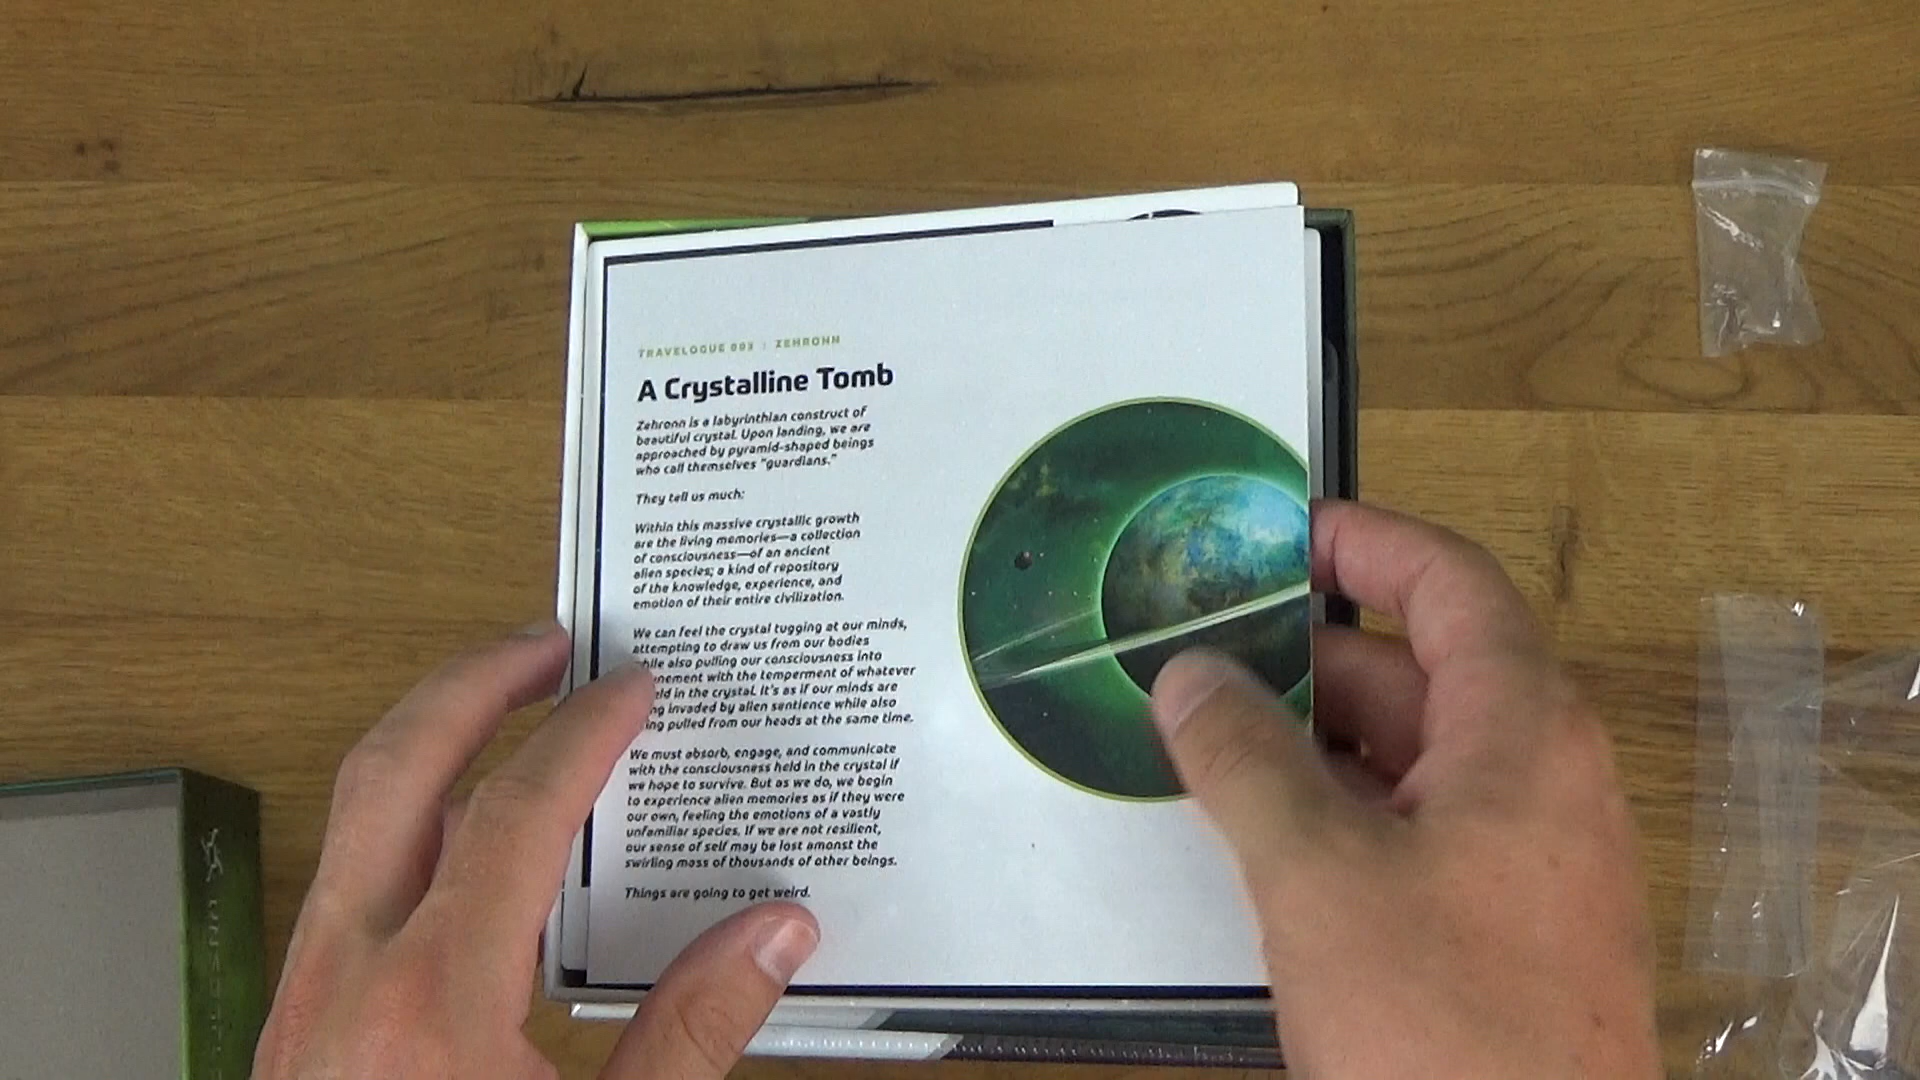 TRAVELOGUE 003 : ZEHRONN
A Crystalline Tomb
Zehronn is a labyrinthian construct of
beautiful crystal. Upon landing, we are
approached by pyramid-shaped beings
who call themselves "guardians."
They tell us much:
Within this massive crystallic growth
are the living memories—a collection
of consciousness—of an ancient
alien species; a kind of repository
of the knowledge, experience, and
emotion of their entire civilization.
We can feel the crystal tugging at our minds,
attempting to draw us from our bodies
while also pulling our consciousness into
with the temperment of whatever
in the crystal. It's as if our minds are
invaded by alien sentience while also
pulled from our heads at the same time.
We must absorb, engage, and communicate
with the consciousness held in the crystal if
we hope to survive. But as we do, we begin
to experience alien memories as if they were
our own, feeling the emotions of a vastly
unfamiliar species. If we are not resilient,
our sense of self may be lost amonst the
swirling mass of thousands of other beings.
Things are going to get weird.